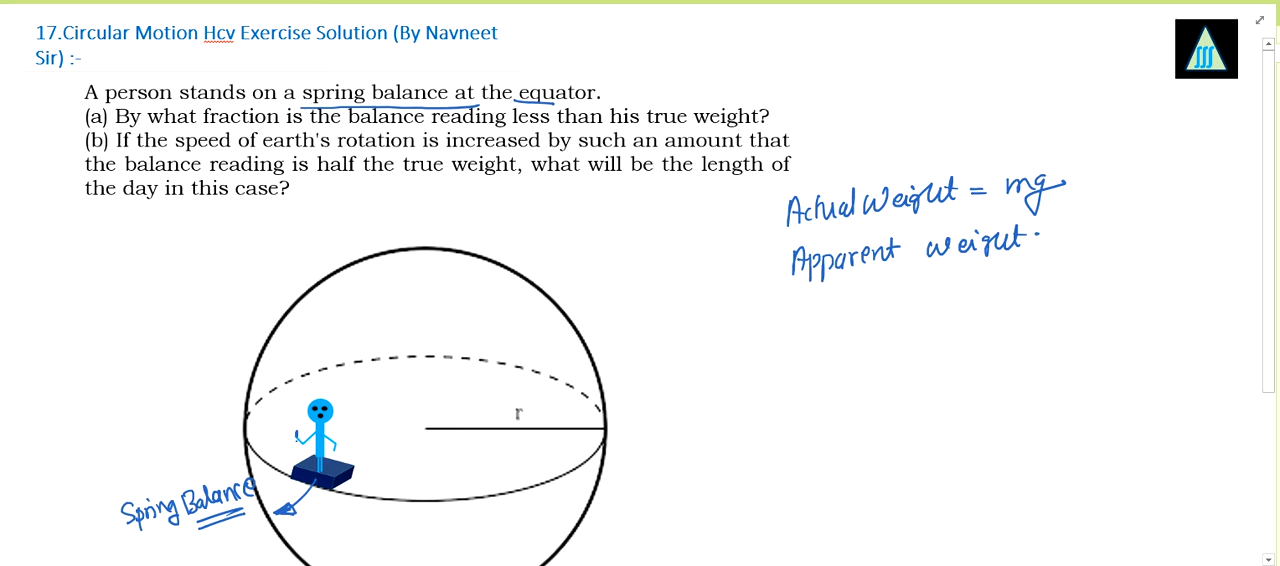 17.Circular Motion Hcv Exercise Solution (By Navneet
Sir) :-
A person stands on a spring balance at the equator.
(a) By what fraction is the balance reading less than his true weight?
(b) If the speed of earth's rotation is increased by such an amount that
the balance reading is half the true weight, what will be the length of
the day in this case?
Actual Weight = mg
Apparent weight.
r
Spring Balance